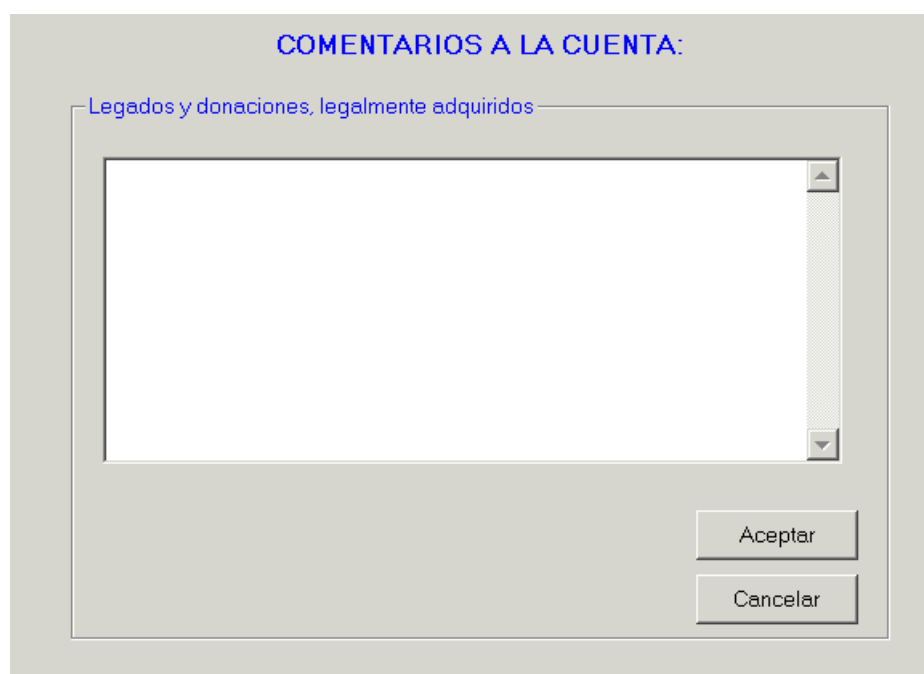 COMENTARIOS A LA CUENTA:
Legados y donaciones, legalmente adquiridos
Aceptar
Cancelar